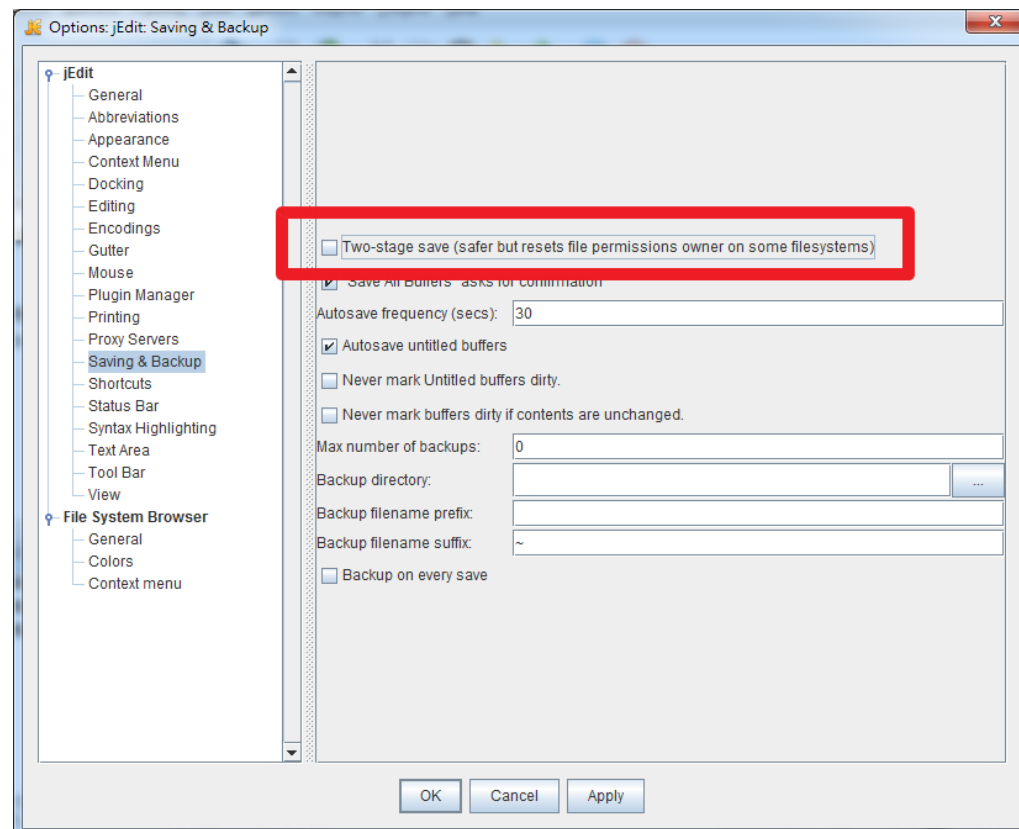 Options: jEdit: Saving & Backup
jEdit
General
Abbreviations
Appearance
Context Menu
Docking
Editing
Encodings
Gutter
Mouse
Plugin Manager
Printing
Proxy Servers
Saving & Backup
Shortcuts
Status Bar
Syntax Highlighting
Text Area
Tool Bar
View
File System Browser
General
Colors
Context menu
Two-stage save (safer but resets file permissions owner on some filesystems)
"Save All Buffers" asks for confirmation
Autosave frequency (secs): 30
Autosave untitled buffers
Never mark Untitled buffers dirty.
Never mark buffers dirty if contents are unchanged.
Max number of backups: 0
Backup directory: ...
Backup filename prefix:
Backup filename suffix: ~
Backup on every save
OK Cancel Apply